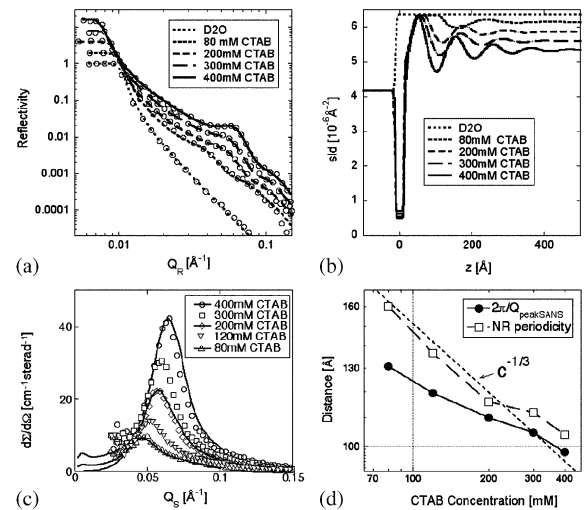 D2O
80 mM CTAB
200mM CTAB
300mM CTAB
400mM CTAB
10
1
0.1
0.01
0.001
0.0001
Reflectivity
0.01
0.1
Q_R [Å^-1]
(a)
D2O
80mM CTAB
200mM CTAB
300mM CTAB
400mM CTAB
6
4
2
0
sld [10^-6 Å^-2]
0
200
400
z [Å]
(b)
400mM CTAB
300mM CTAB
200mM CTAB
120mM CTAB
80mM CTAB
40
20
0
dΣ/dΩ [cm^-1 sterad^-1]
0
0.05
0.1
0.15
Q_S [Å^-1]
(c)
2π/Q_peakSANS
NR periodicity
C^-1/3
160
130
100
Distance [Å]
70
100
200
300
400
CTAB Concentration [mM]
(d)